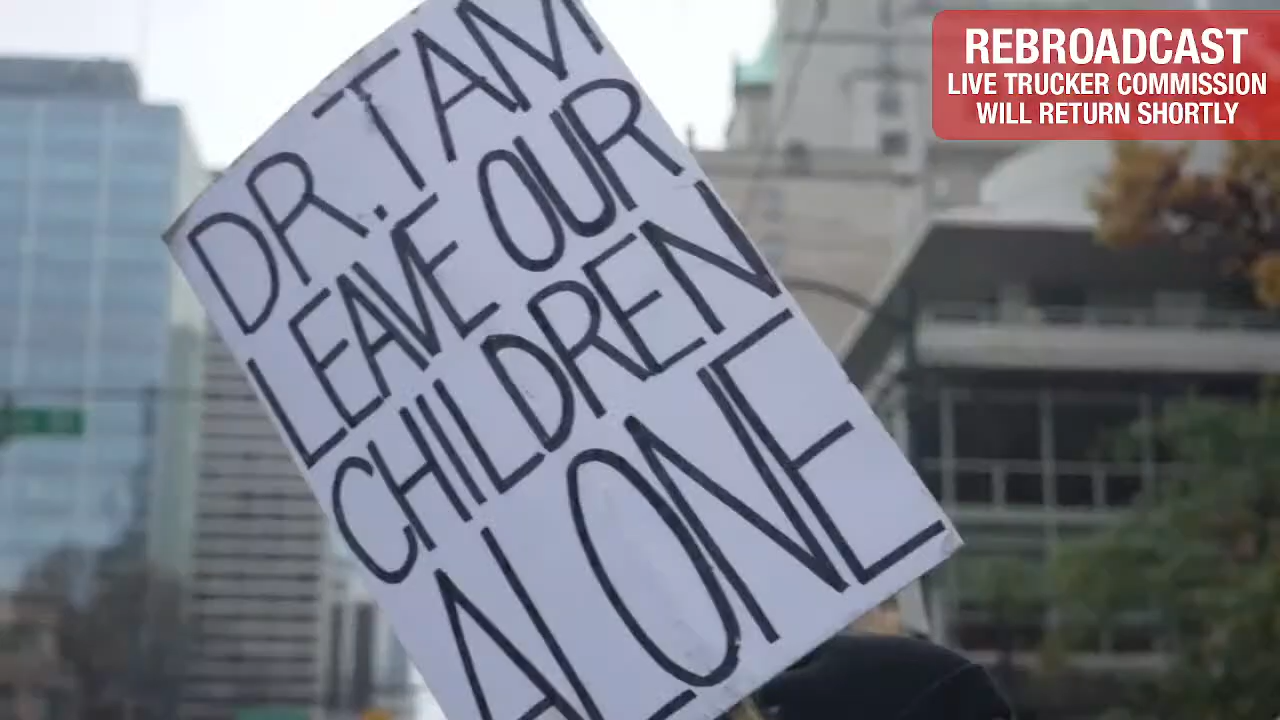 REBROADCAST
LIVE TRUCKER COMMISSION
WILL RETURN SHORTLY
DR. TAM
LEAVE OUR
CHILDREN
ALONE